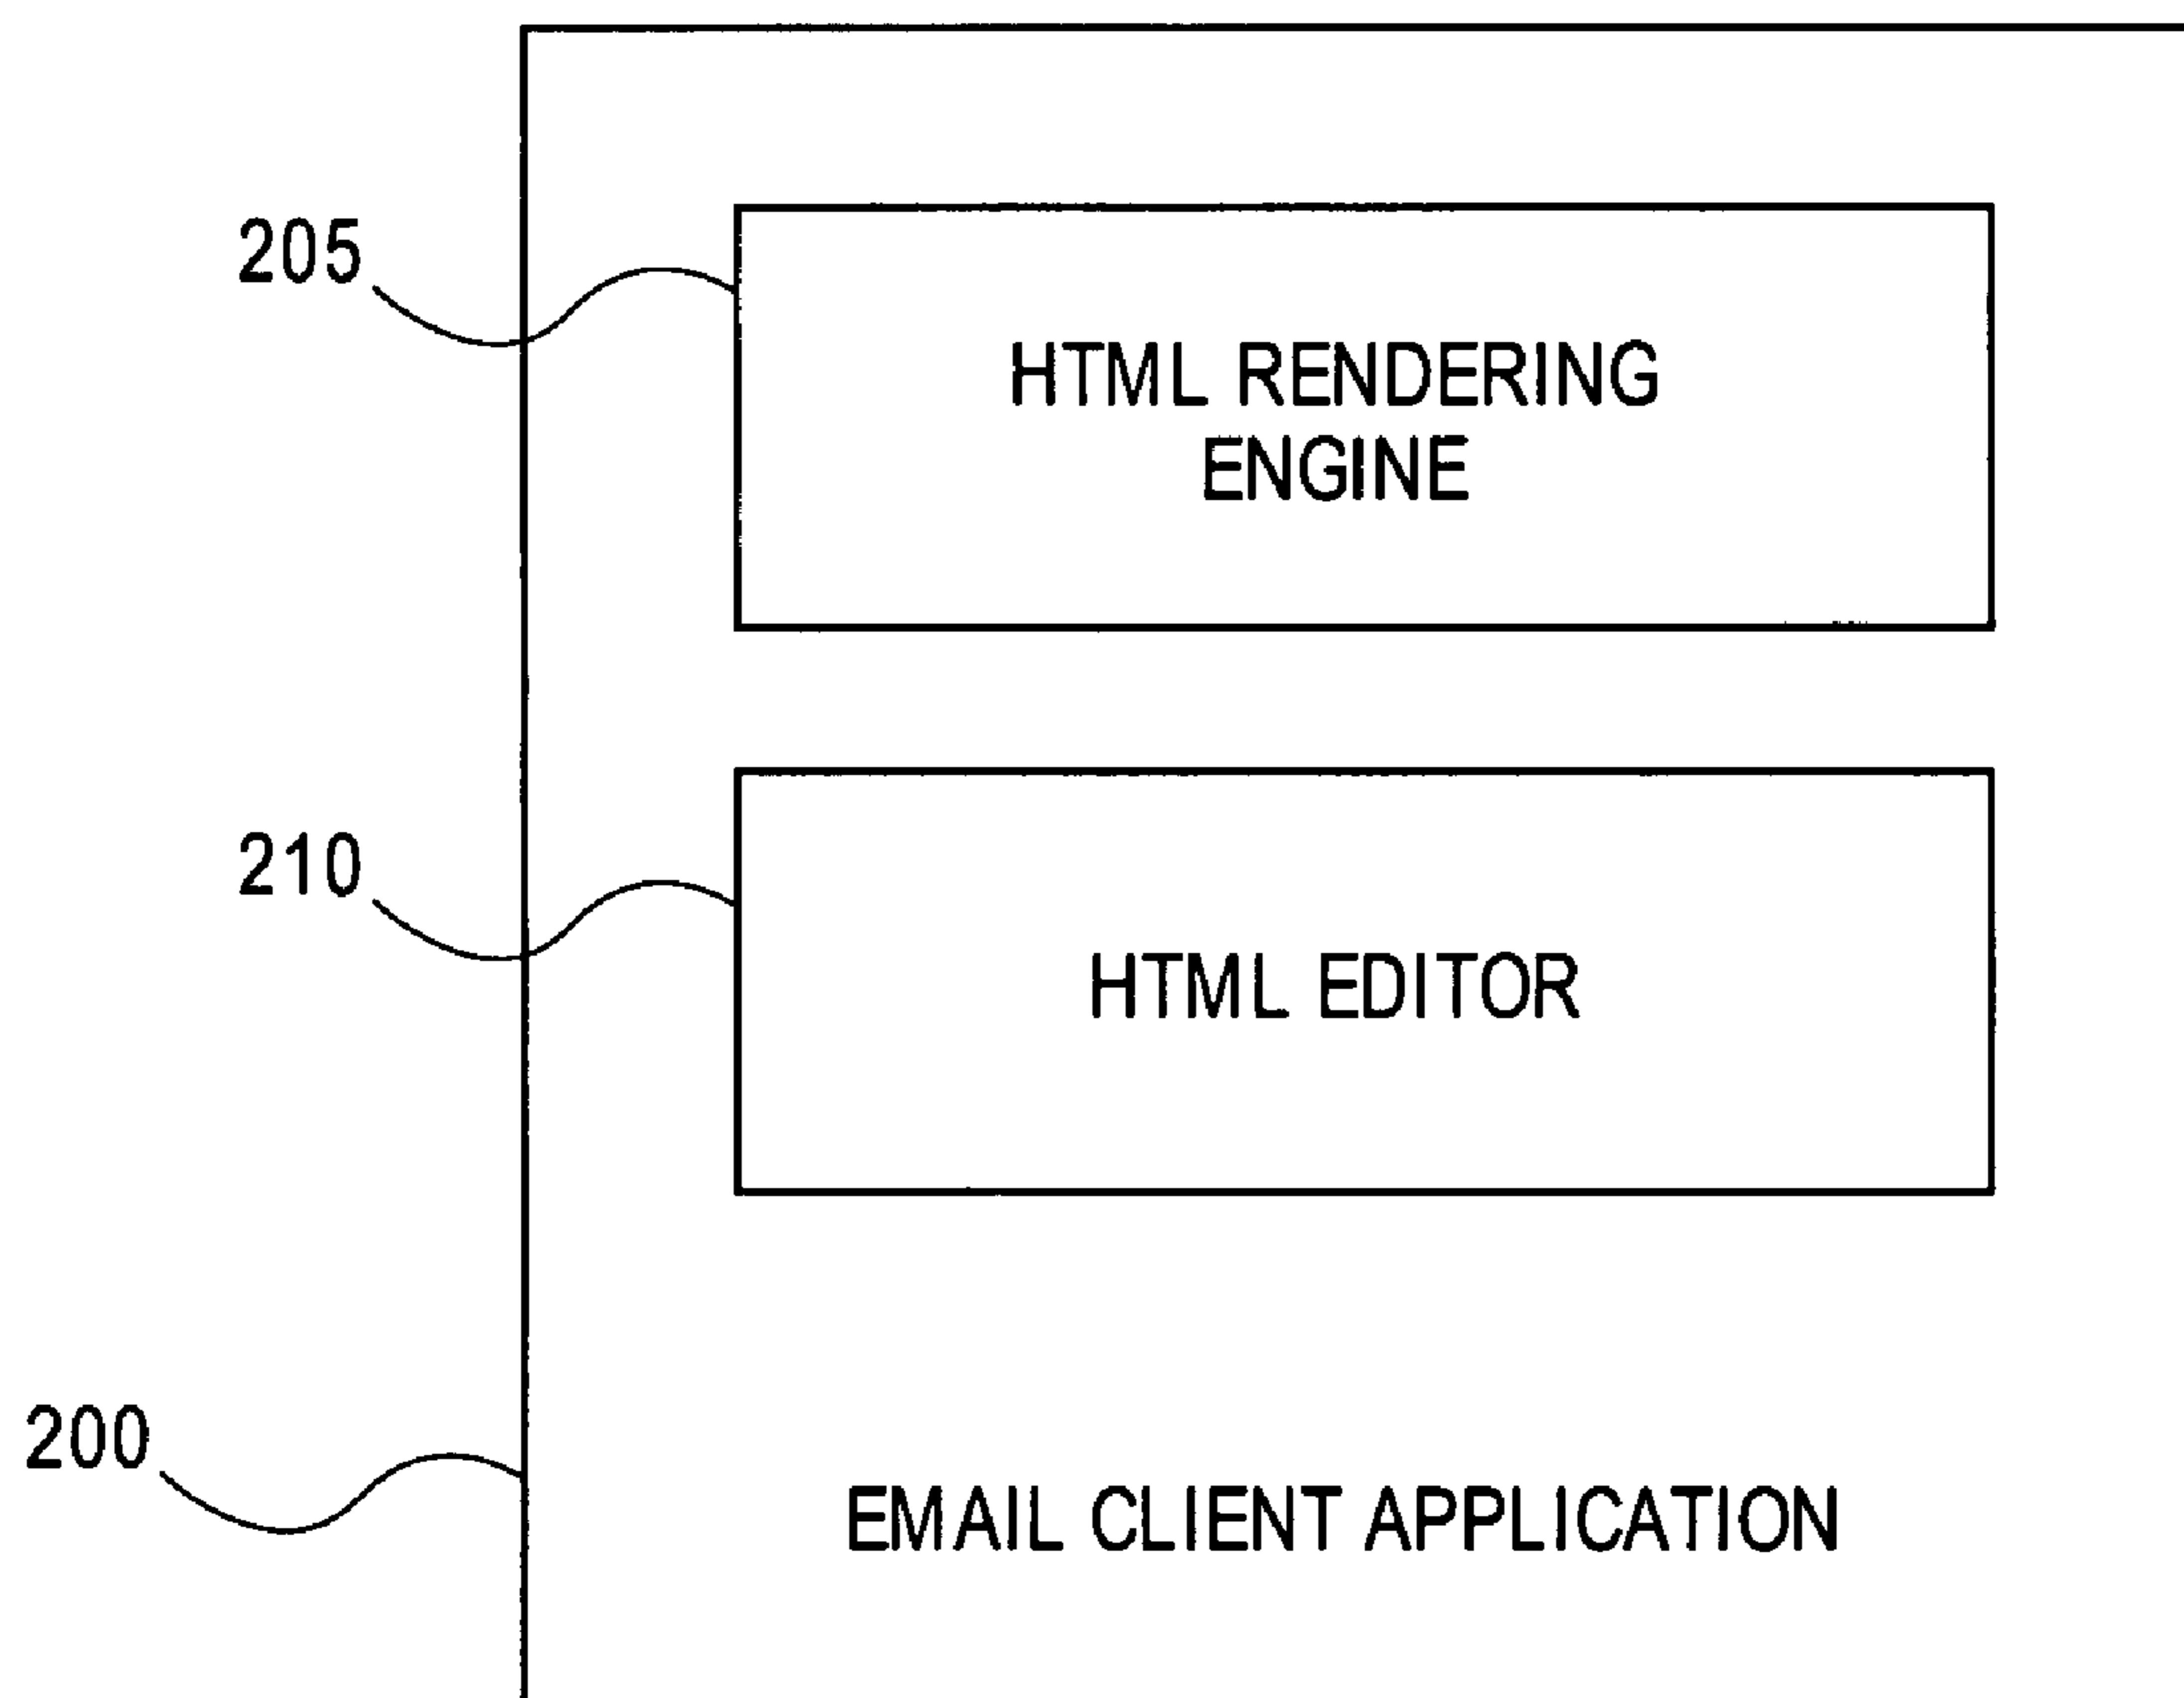 205
HTML RENDERING
ENGINE
210
HTML EDITOR
200
EMAIL CLIENT APPLICATION